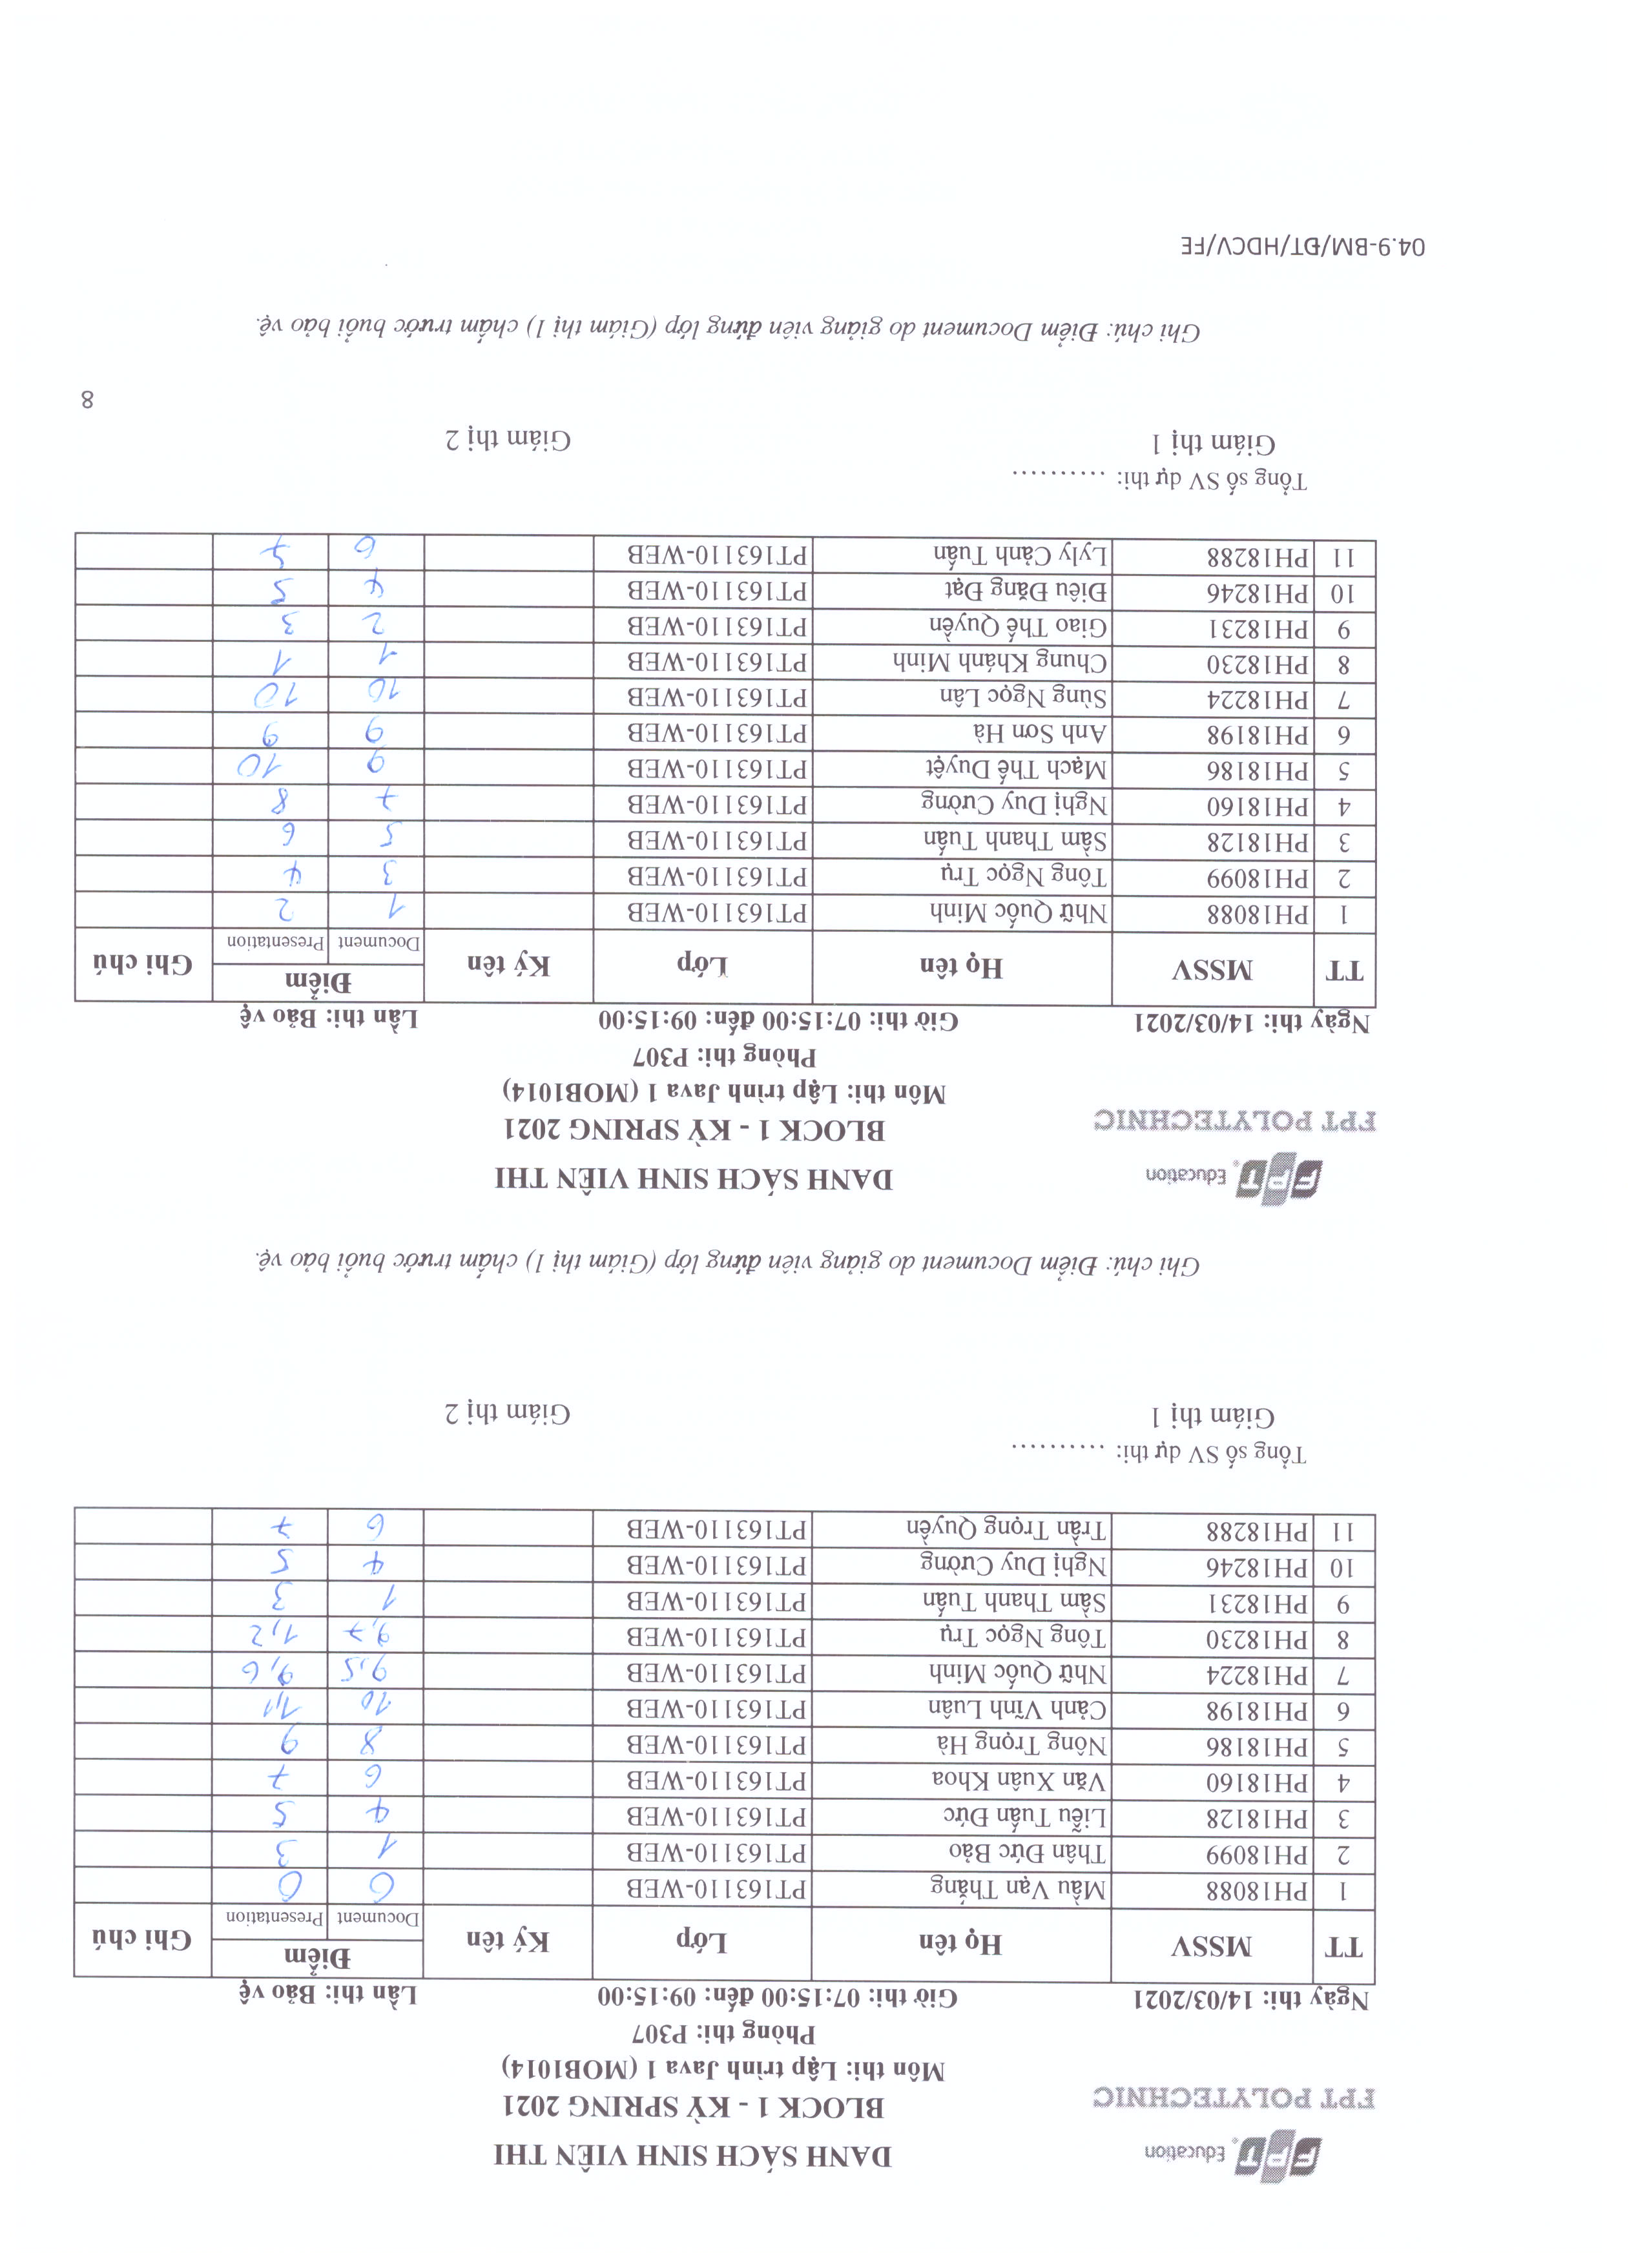 FPT Education
DANH SÁCH SINH VIÊN THI
FPT POLYTECHNIC
BLOCK 1 - KỲ SPRING 2021
Môn thi: Lập trình Java 1 (MOB1014)
Phòng thi: P307
Ngày thi: 14/03/2021 Giờ thi: 07:15:00 đến: 09:15:00 Lần thi: Bảo vệ
TT MSSV Họ tên Lớp Ký tên Điểm Ghi chú
Document Presentation
1 PH18088 Mầu Vạn Thắng PT163110-WEB 0 0
2 PH18099 Thân Đức Bảo PT163110-WEB 1 3
3 PH18128 Liễu Tuấn Đức PT163110-WEB 4 5
4 PH18160 Văn Xuân Khoa PT163110-WEB 6 7
5 PH18186 Nông Trọng Hà PT163110-WEB 8 9
6 PH18198 Cảnh Vĩnh Luân PT163110-WEB 10 1,1
7 PH18224 Nhữ Quốc Minh PT163110-WEB 9,5 9,6
8 PH18230 Tông Ngọc Trụ PT163110-WEB 9,7 1,2
9 PH18231 Sầm Thanh Tuấn PT163110-WEB 1 3
10 PH18246 Nghị Duy Cường PT163110-WEB 4 5
11 PH18288 Trần Trọng Quyền PT163110-WEB 6 7
Tổng số SV dự thi: ..........
Giám thị 1 Giám thị 2
Ghi chú: Điểm Document do giảng viên đứng lớp (Giám thị 1) chấm trước buổi bảo vệ.
FPT Education
DANH SÁCH SINH VIÊN THI
FPT POLYTECHNIC
BLOCK 1 - KỲ SPRING 2021
Môn thi: Lập trình Java 1 (MOB1014)
Phòng thi: P307
Ngày thi: 14/03/2021 Giờ thi: 07:15:00 đến: 09:15:00 Lần thi: Bảo vệ
TT MSSV Họ tên Lớp Ký tên Điểm Ghi chú
Document Presentation
1 PH18088 Nhữ Quốc Minh PT163110-WEB 1 2
2 PH18099 Tông Ngọc Trụ PT163110-WEB 3 4
3 PH18128 Sầm Thanh Tuấn PT163110-WEB 5 6
4 PH18160 Nghị Duy Cường PT163110-WEB 7 8
5 PH18186 Mạch Thế Duyệt PT163110-WEB 9 10
6 PH18198 Anh Sơn Hà PT163110-WEB 9 9
7 PH18224 Sùng Ngọc Lân PT163110-WEB 10 10
8 PH18230 Chung Khánh Minh PT163110-WEB 1 1
9 PH18231 Giao Thế Quyền PT163110-WEB 2 3
10 PH18246 Điêu Đăng Đạt PT163110-WEB 4 5
11 PH18288 Lyly Cảnh Tuấn PT163110-WEB 6 7
Tổng số SV dự thi: ..........
Giám thị 1 Giám thị 2
8
Ghi chú: Điểm Document do giảng viên đứng lớp (Giám thị 1) chấm trước buổi bảo vệ.
04.9-BM/ĐT/HDCV/FE